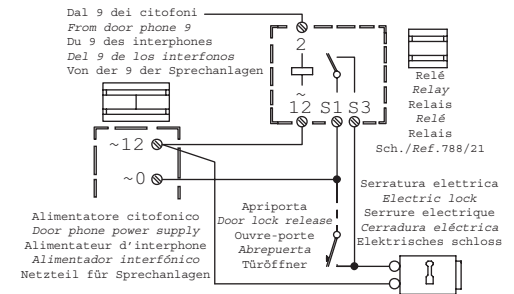 Dal 9 dei citofoni
From door phone 9
Du 9 des interphones
Del 9 de los interfonos
Von der 9 der Sprechanlagen
2
~
12 S1 S3
Relé
Relay
Relais
Relé
Relais
Sch./Ref.788/21
~12
~0
Alimentatore citofonico
Door phone power supply
Alimentateur d'interphone
Alimentador interfónico
Netzteil für Sprechanlagen
Apriporta
Door lock release
Ouvre-porte
Abrepuerta
Türöffner
Serratura elettrica
Electric lock
Serrure electrique
Cerradura eléctrica
Elektrisches schloss